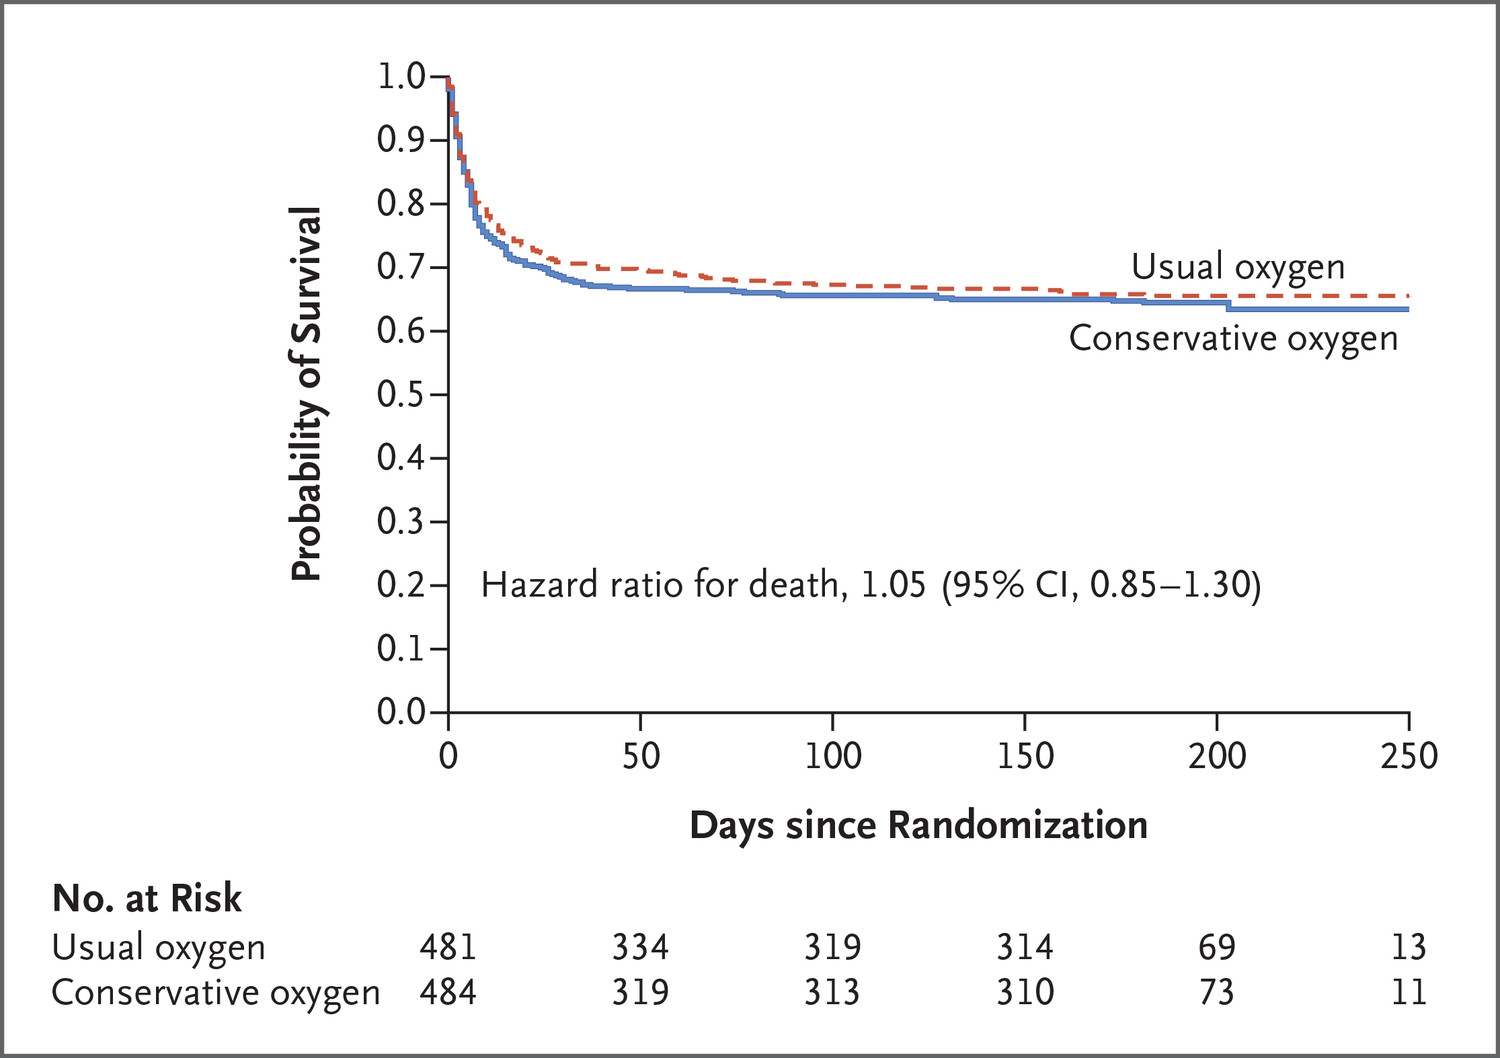 1.0
0.9
0.8
0.7
0.6
0.5
0.4
0.3
0.2
0.1
0.0
Probability of Survival
Usual oxygen
Conservative oxygen
Hazard ratio for death, 1.05 (95% CI, 0.85–1.30)
0 50 100 150 200 250
Days since Randomization
No. at Risk
Usual oxygen 481 334 319 314 69 13
Conservative oxygen 484 319 313 310 73 11